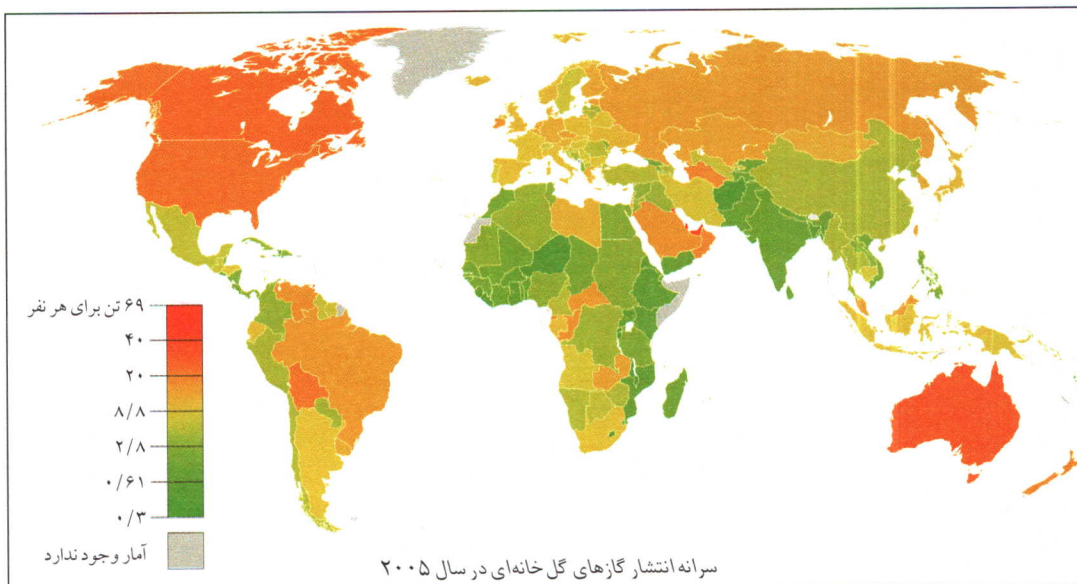 ۶۹ تن برای هر نفر
۴۰
۲۰
۸/۸
۲/۸
۰/۶۱
۰/۳
آمار وجود ندارد
سرانه انتشار گازهای گل خانه‌ای در سال ۲۰۰۵